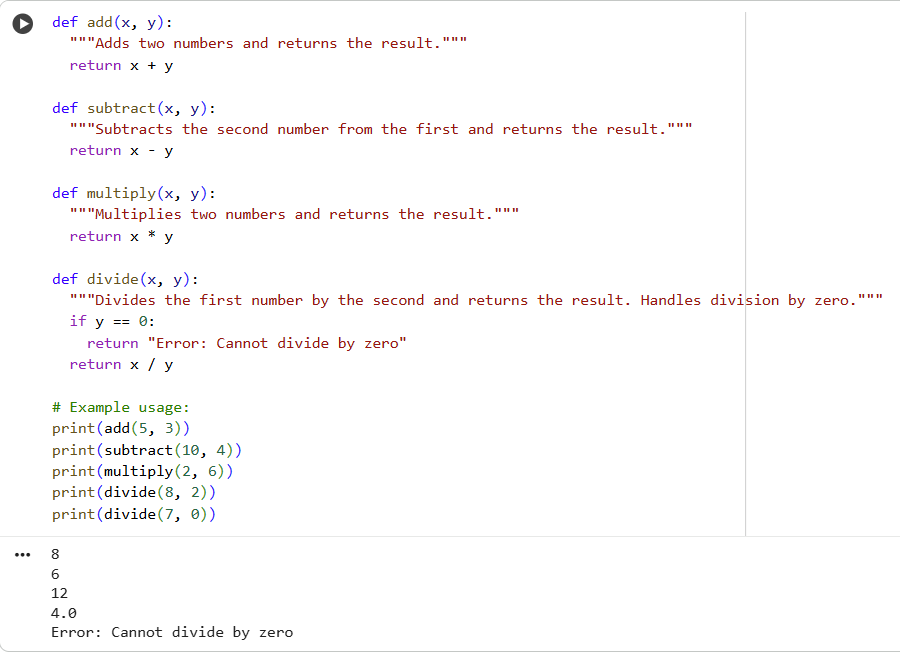 def add(x, y):
  """Adds two numbers and returns the result."""
  return x + y

def subtract(x, y):
  """Subtracts the second number from the first and returns the result."""
  return x - y

def multiply(x, y):
  """Multiplies two numbers and returns the result."""
  return x * y

def divide(x, y):
  """Divides the first number by the second and returns the result. Handles division by zero."""
  if y == 0:
    return "Error: Cannot divide by zero"
  return x / y

# Example usage:
print(add(5, 3))
print(subtract(10, 4))
print(multiply(2, 6))
print(divide(8, 2))
print(divide(7, 0))

8
6
12
4.0
Error: Cannot divide by zero